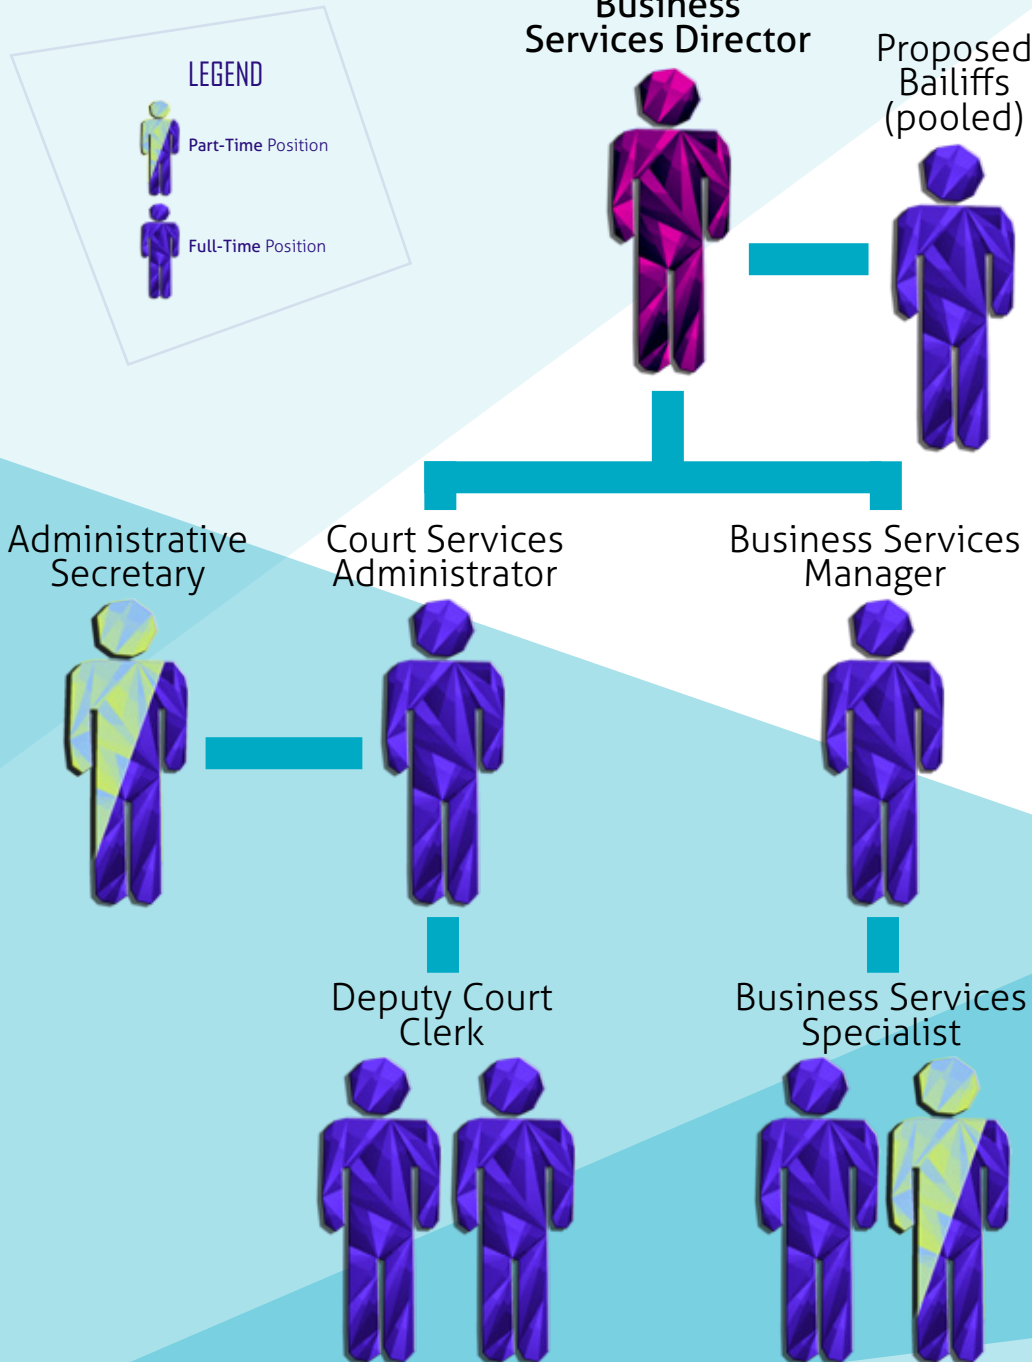 Business
Services Director
Proposed
Bailiffs
(pooled)
LEGEND
Part-Time Position
Full-Time Position
Administrative
Secretary
Court Services
Administrator
Business Services
Manager
Deputy Court
Clerk
Business Services
Specialist